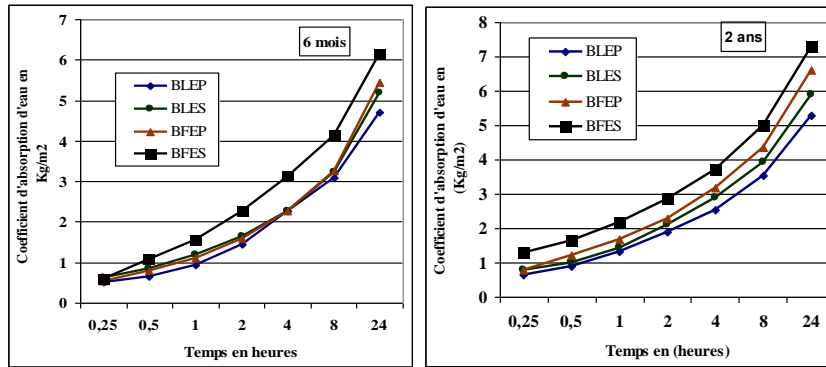 6 mois
Coefficient d'absorption d'eau en
Kg/m2
7
6
5
4
3
2
1
0
BLEP
BLES
BFEP
BFES
0,25 0,5 1 2 4 8 24
Temps en heures
2 ans
Coefficient d'absorption d'eau en
(Kg/m2)
8
7
6
5
4
3
2
1
0
BLEP
BLES
BFEP
BFES
0,25 0,5 1 2 4 8 24
Temps en (heures)